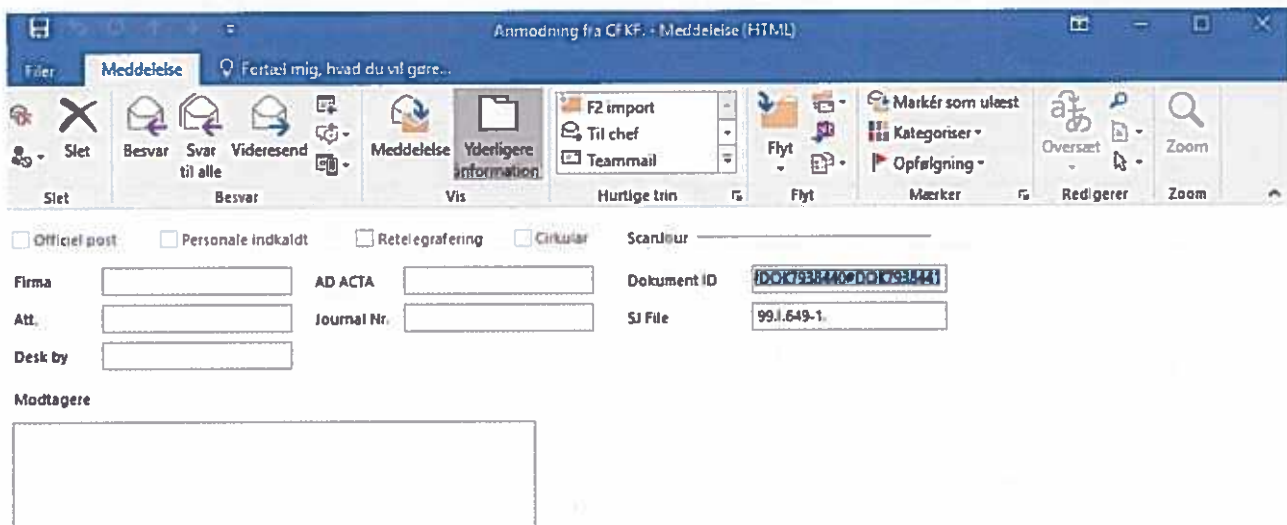 Anmodning fra CFKF. - Meddelelse (HTML)
Filer Meddelelse Fortæl mig, hvad du vil gøre...
Slet
Besvar Svar til alle Videresend
Meddelelse Yderligere information
F2 import
Til chef
Teammail
Flyt
Markér som ulæst
Kategoriser
Opfølgning
Oversæt
Zoom
Slet Besvar Vis Hurtige trin Flyt Mærker Redigerer Zoom
Officiel post Personale indkaldt Retelegrafering Cirkulær ScanJour
Firma AD ACTA Dokument ID #DOK7938440#DOK7938441
Att. Journal Nr. SJ File 99.I.649-1.
Desk by
Modtagere